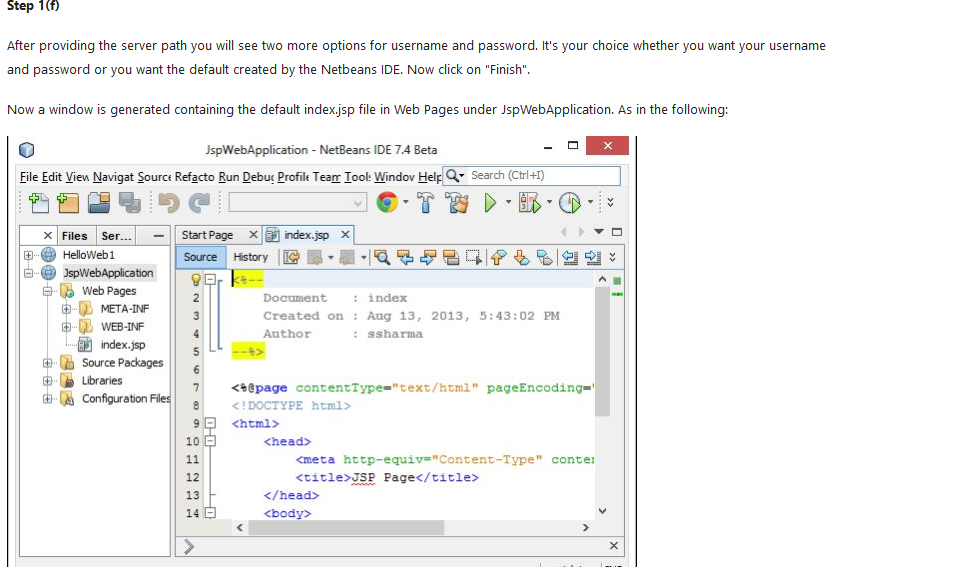 Step 1(f)
After providing the server path you will see two more options for username and password. It's your choice whether you want your username
and password or you want the default created by the Netbeans IDE. Now click on "Finish".
Now a window is generated containing the default index.jsp file in Web Pages under JspWebApplication. As in the following:
JspWebApplication - NetBeans IDE 7.4 Beta
File Edit View Navigat Source Refacto Run Debug Profile Team Tools Window Help Search (Ctrl+I)
Files Ser...
Start Page index.jsp
HelloWeb1
JspWebApplication
Web Pages
META-INF
WEB-INF
index.jsp
Source Packages
Libraries
Configuration Files
Source History
<%--
2 Document : index
3 Created on : Aug 13, 2013, 5:43:02 PM
4 Author : ssharma
5 --%>
6
7 <%@page contentType="text/html" pageEncoding="
8 <!DOCTYPE html>
9 <html>
10 <head>
11 <meta http-equiv="Content-Type" conte
12 <title>JSP Page</title>
13 </head>
14 <body>